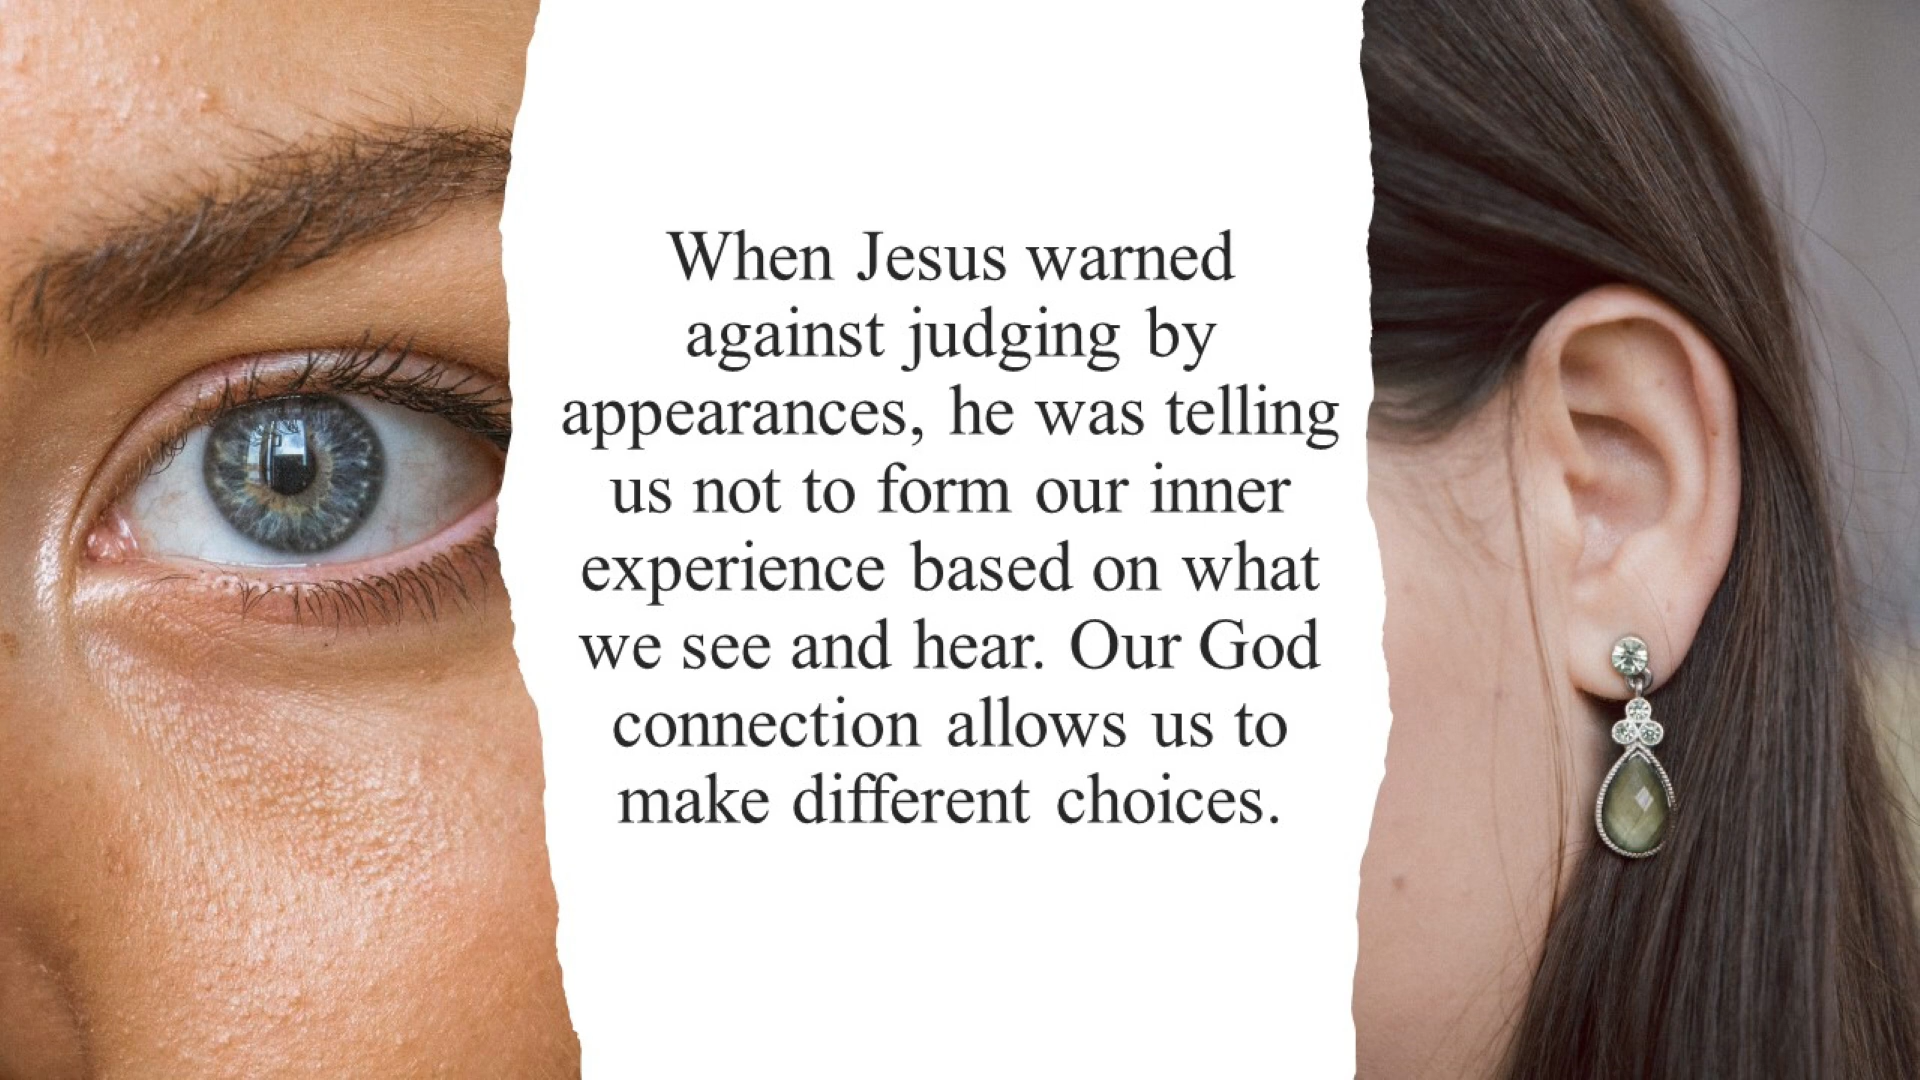 When Jesus warned
against judging by
appearances, he was telling
us not to form our inner
experience based on what
we see and hear. Our God
connection allows us to
make different choices.